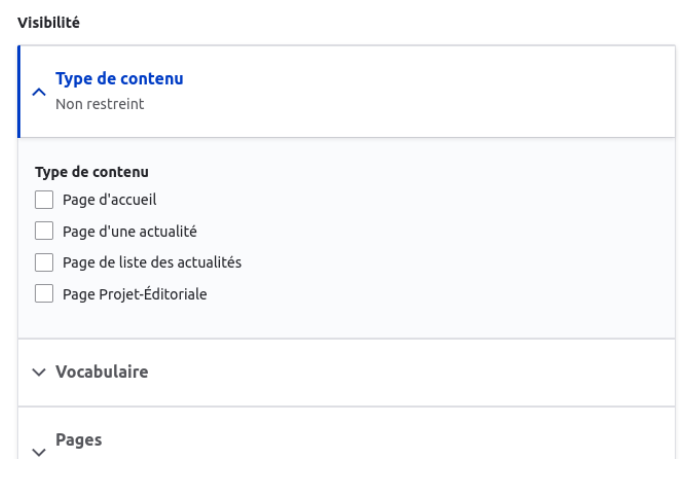 Visibilité
Type de contenu
Non restreint
Type de contenu
Page d'accueil
Page d'une actualité
Page de liste des actualités
Page Projet-Éditoriale
Vocabulaire
Pages